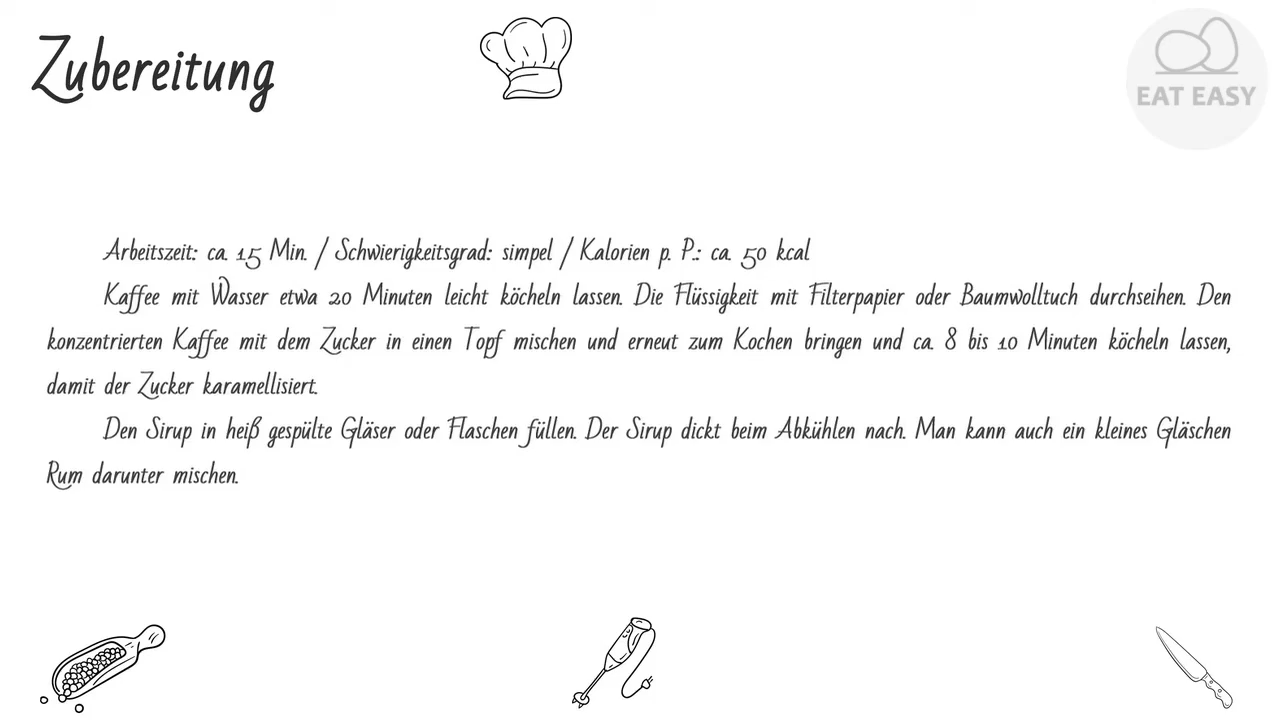 Zubereitung
EAT EASY
Arbeitszeit: ca. 15 Min. / Schwierigkeitsgrad: simpel / Kalorien p. P.: ca. 50 kcal
Kaffee mit Wasser etwa 20 Minuten leicht köcheln lassen. Die Flüssigkeit mit Filterpapier oder Baumwolltuch durchseihen. Den
konzentrierten Kaffee mit dem Zucker in einen Topf mischen und erneut zum Kochen bringen und ca. 8 bis 10 Minuten köcheln lassen,
damit der Zucker karamellisiert.
Den Sirup in heiß gespülte Gläser oder Flaschen füllen. Der Sirup dickt beim Abkühlen nach. Man kann auch ein kleines Gläschen
Rum darunter mischen.